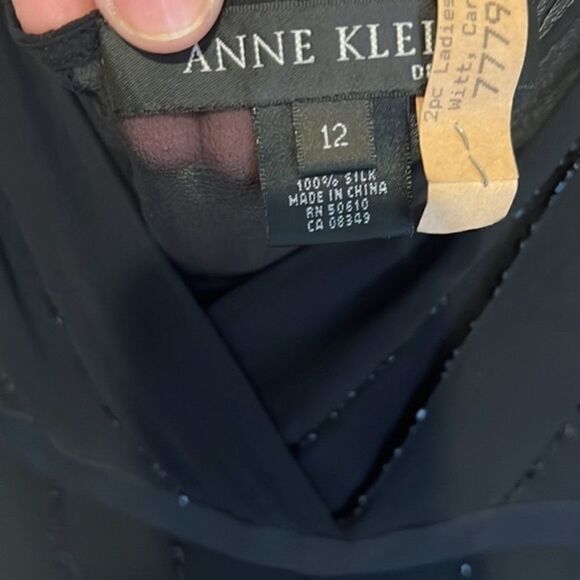 ANNE KLEI
12
100% SILK
MADE IN CHINA
RN 50610
CA 08349
2pc Ladies
Witt, Car
7779